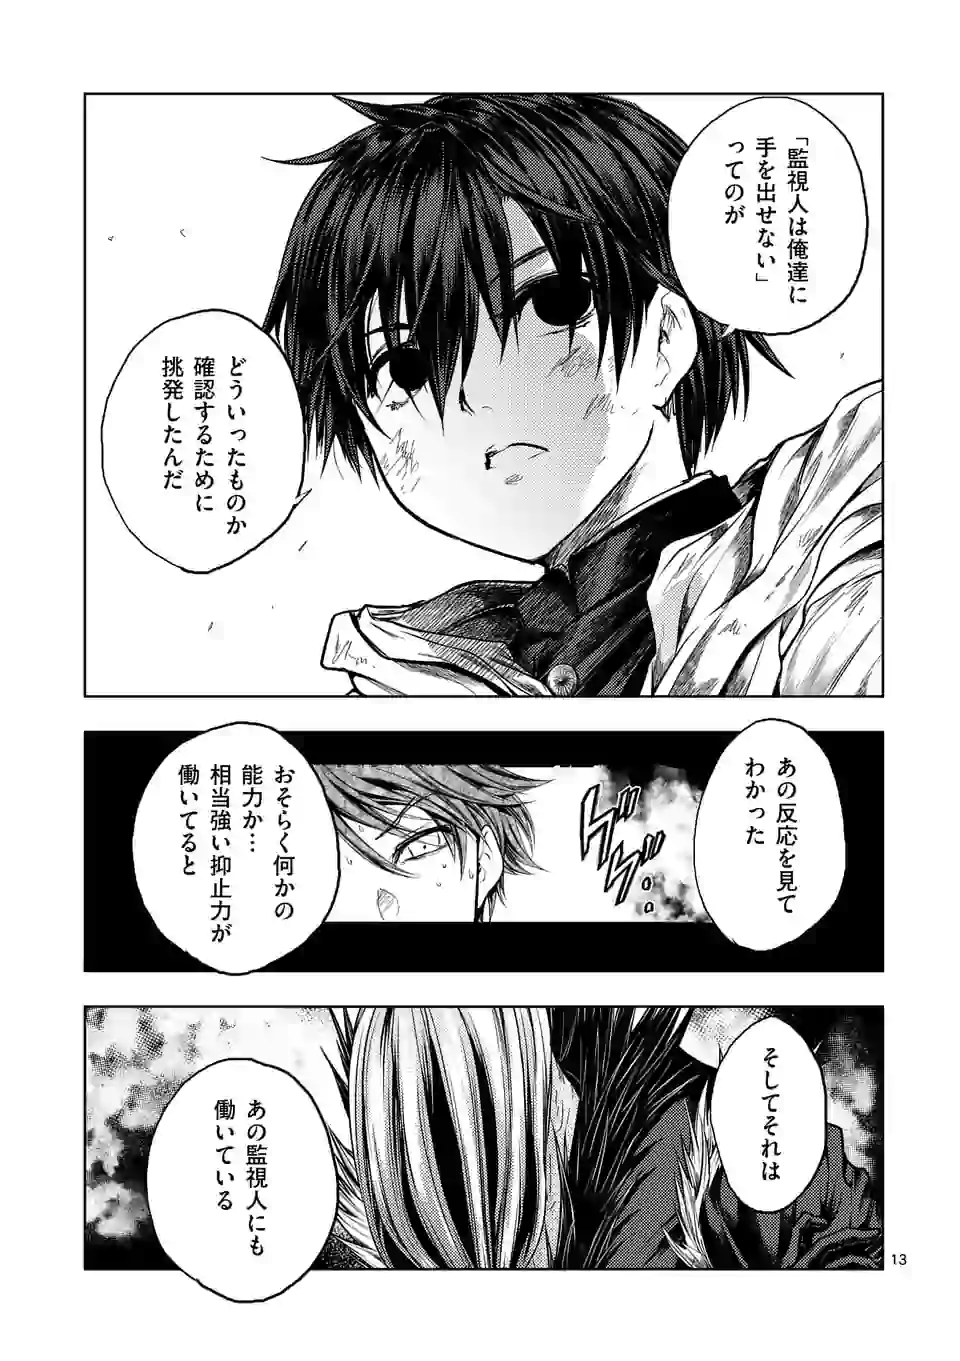 「監視人は俺達に
手を出せない」
ってのが
どういったものか
確認するために
挑発したんだ
あの反応を見て
わかった
ドグン。
おそらく何かの
能力か…
相当強い抑止力が
働いてると
そしてそれは
あの監視人にも
働いている
13